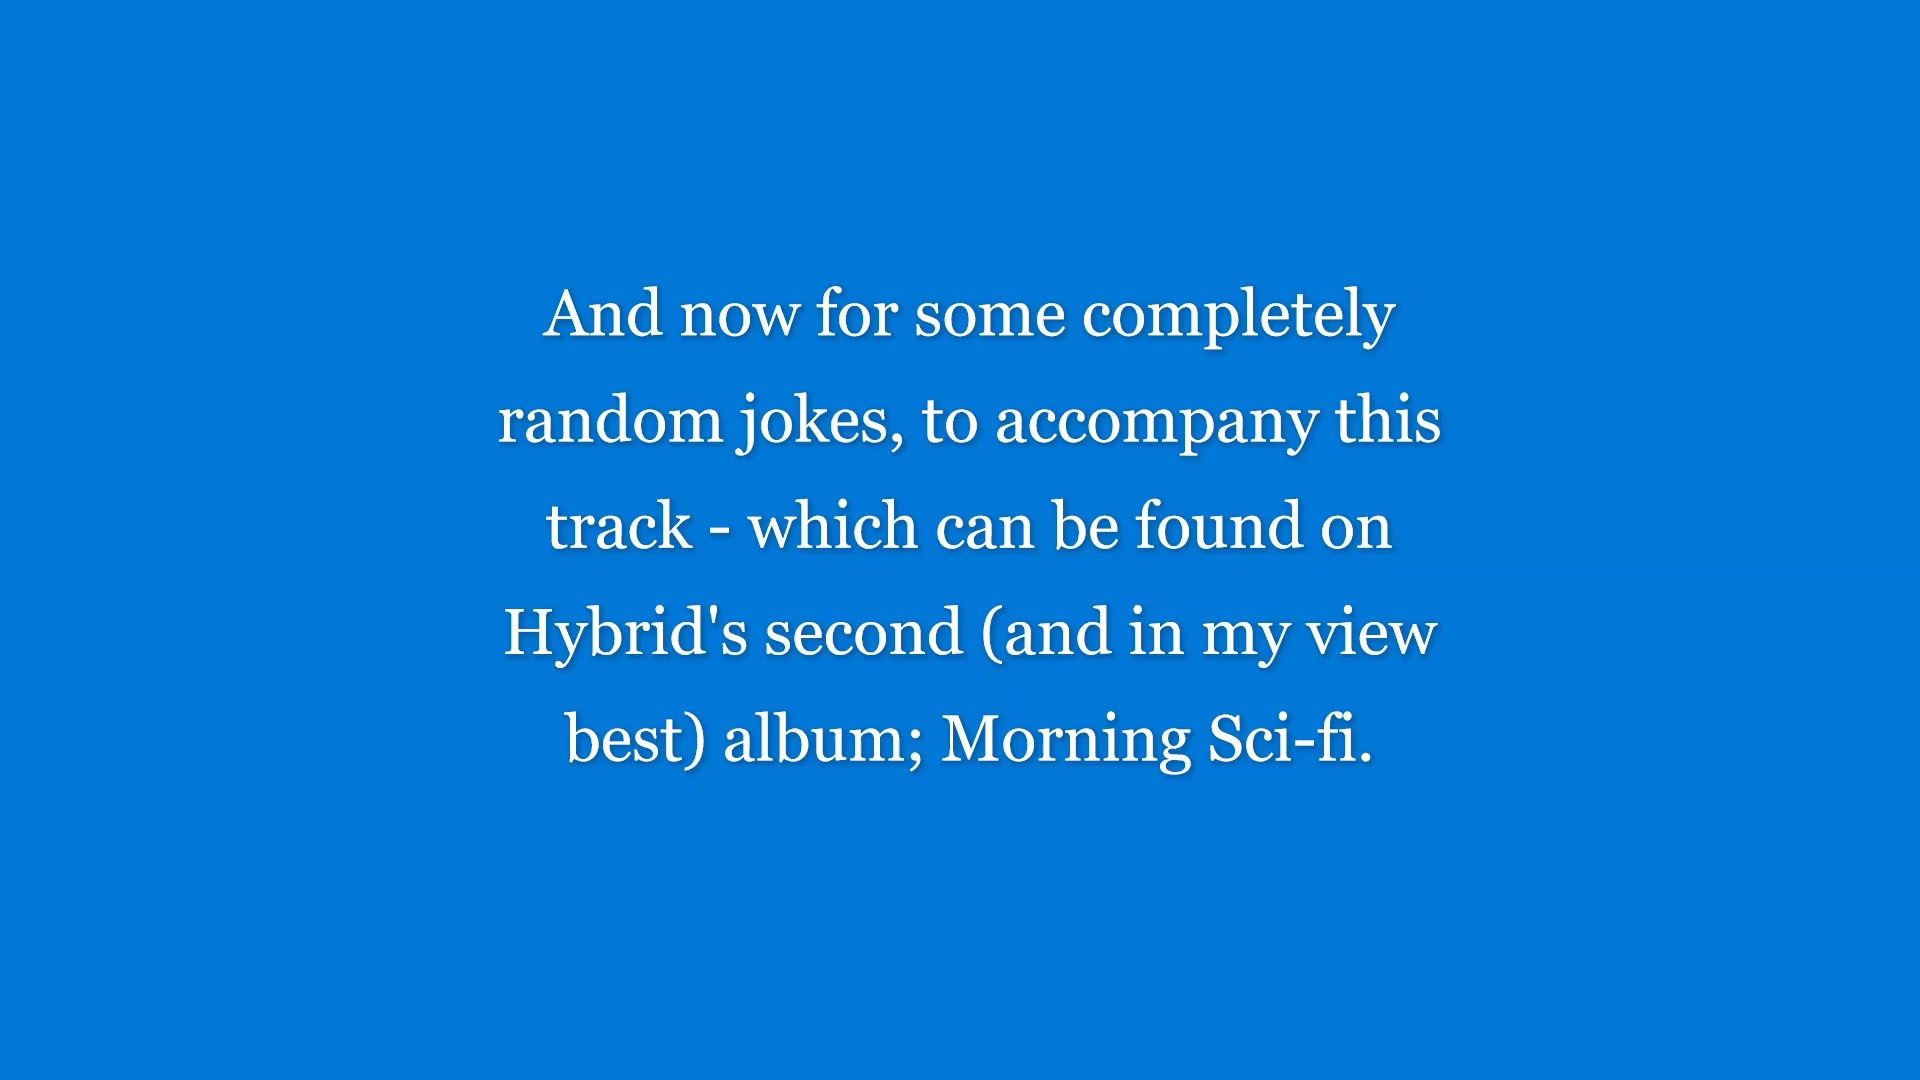 And now for some completely
random jokes, to accompany this
track - which can be found on
Hybrid's second (and in my view
best) album; Morning Sci-fi.